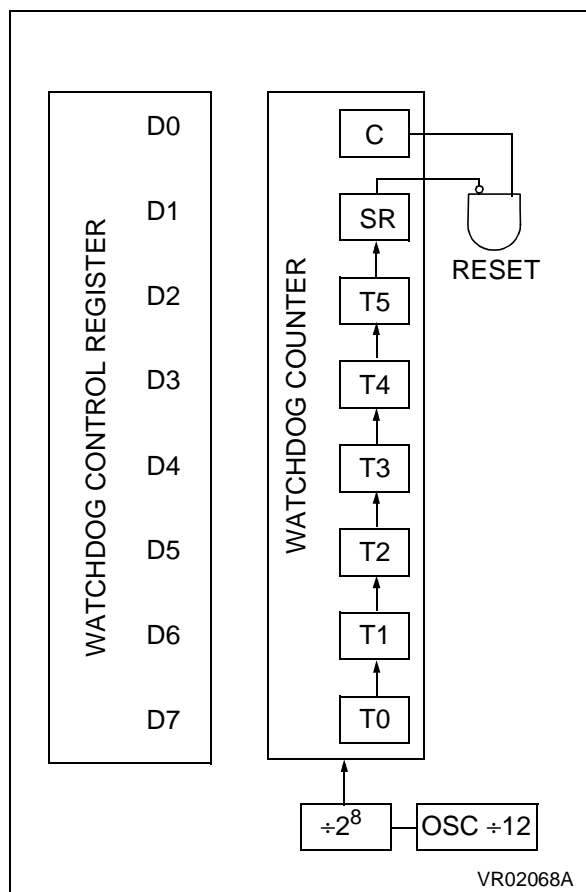 WATCHDOG CONTROL REGISTER
D0
D1
D2
D3
D4
D5
D6
D7
WATCHDOG COUNTER
C
SR
T5
T4
T3
T2
T1
T0
RESET
÷2⁸
OSC ÷12
VR02068A